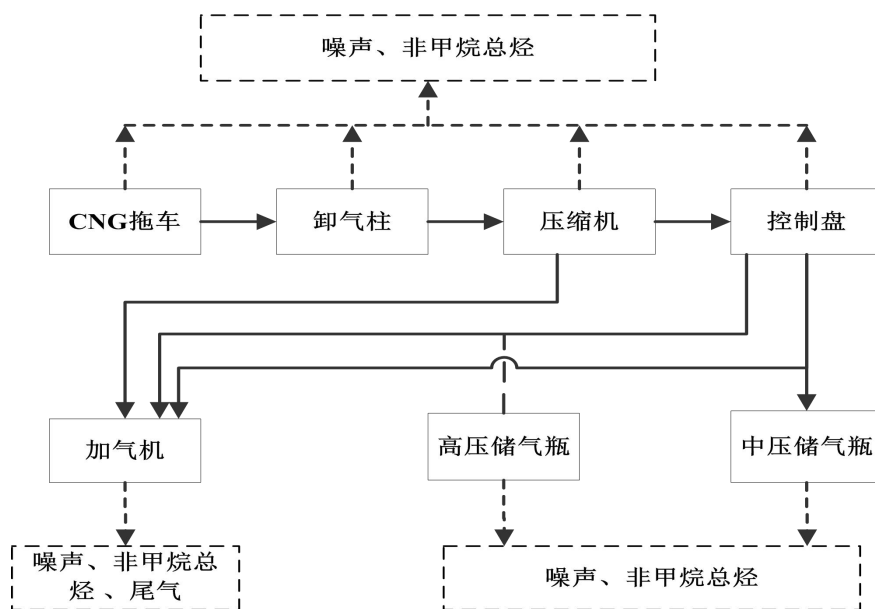 噪声、非甲烷总烃
CNG拖车
卸气柱
压缩机
控制盘
加气机
高压储气瓶
中压储气瓶
噪声、非甲烷总
烃 、尾气
噪声、非甲烷总烃